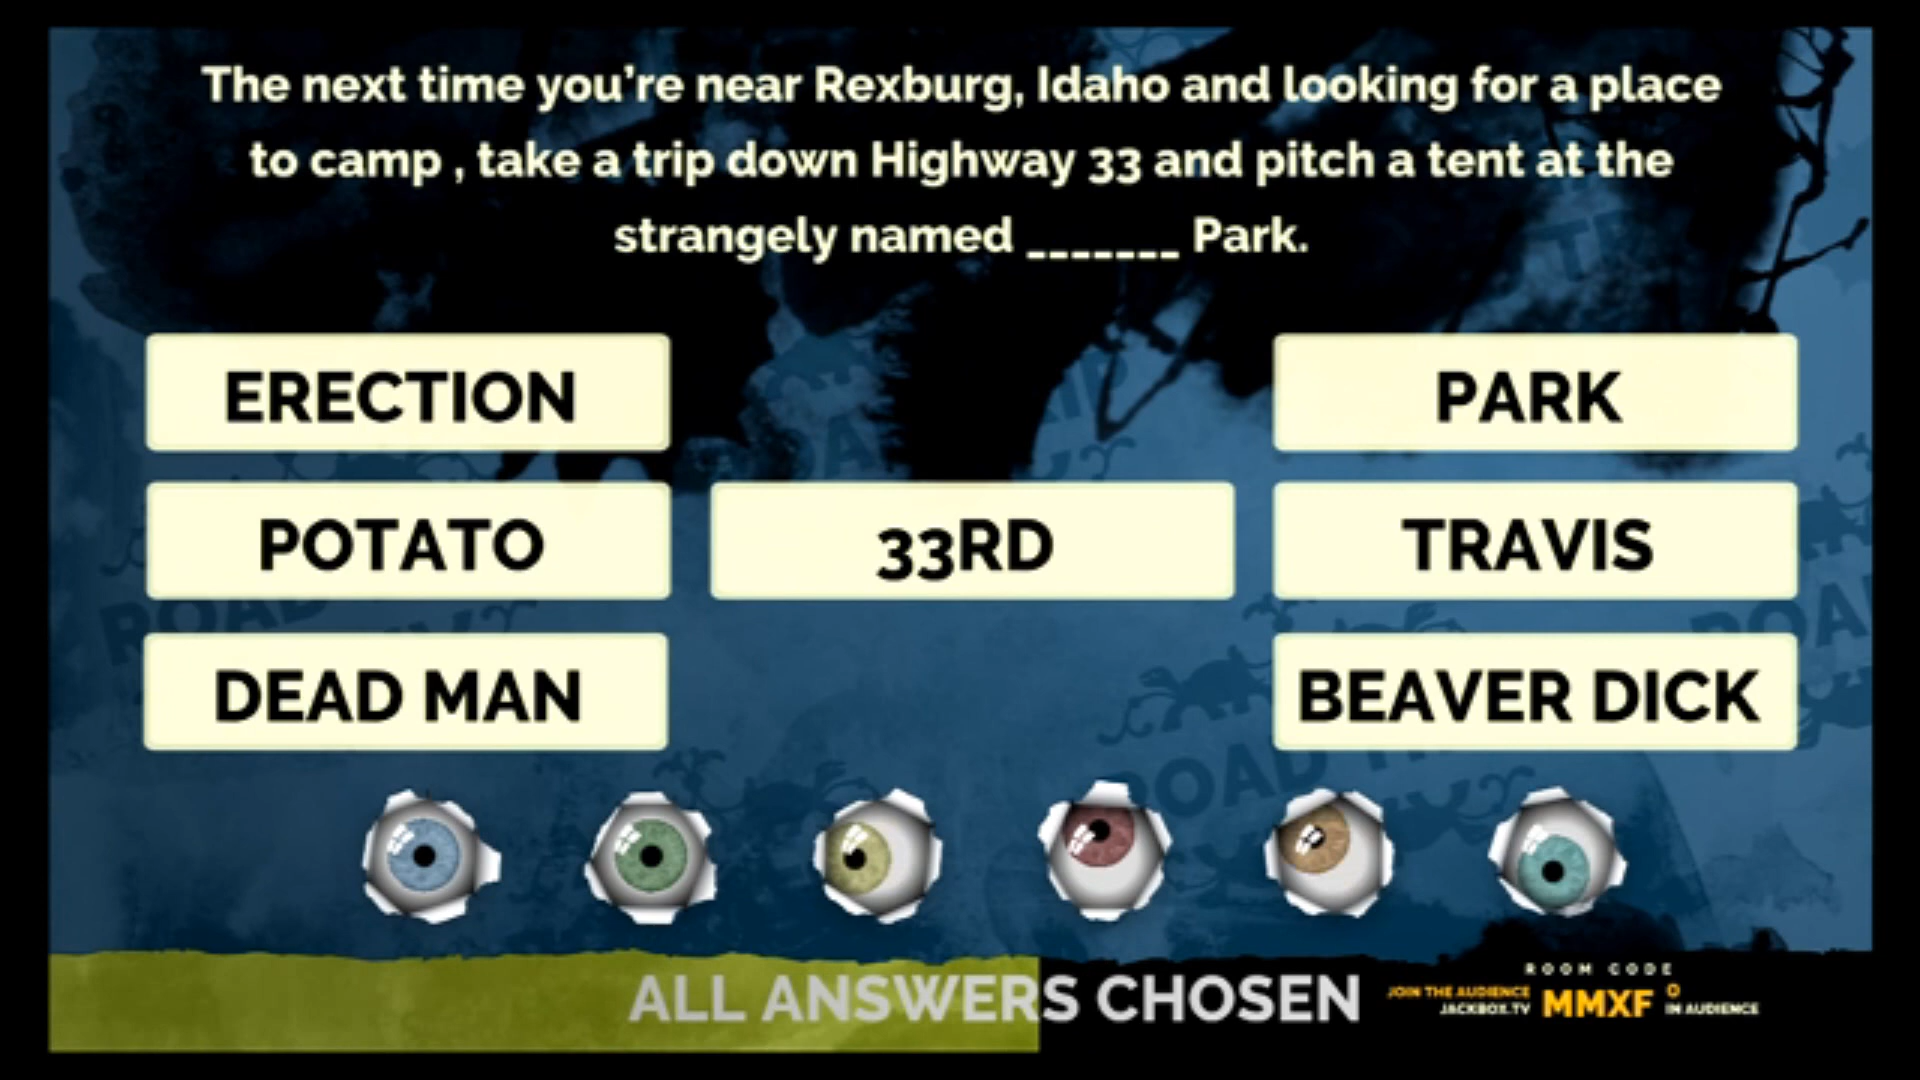 The next time you're near Rexburg, Idaho and looking for a place
to camp , take a trip down Highway 33 and pitch a tent at the
strangely named _______ Park.
ERECTION
PARK
POTATO
33RD
TRAVIS
DEAD MAN
BEAVER DICK
ALL ANSWERS CHOSEN
ROOM CODE
JOIN THE AUDIENCE
JACKBOX.TV
MMXF
0
IN AUDIENCE